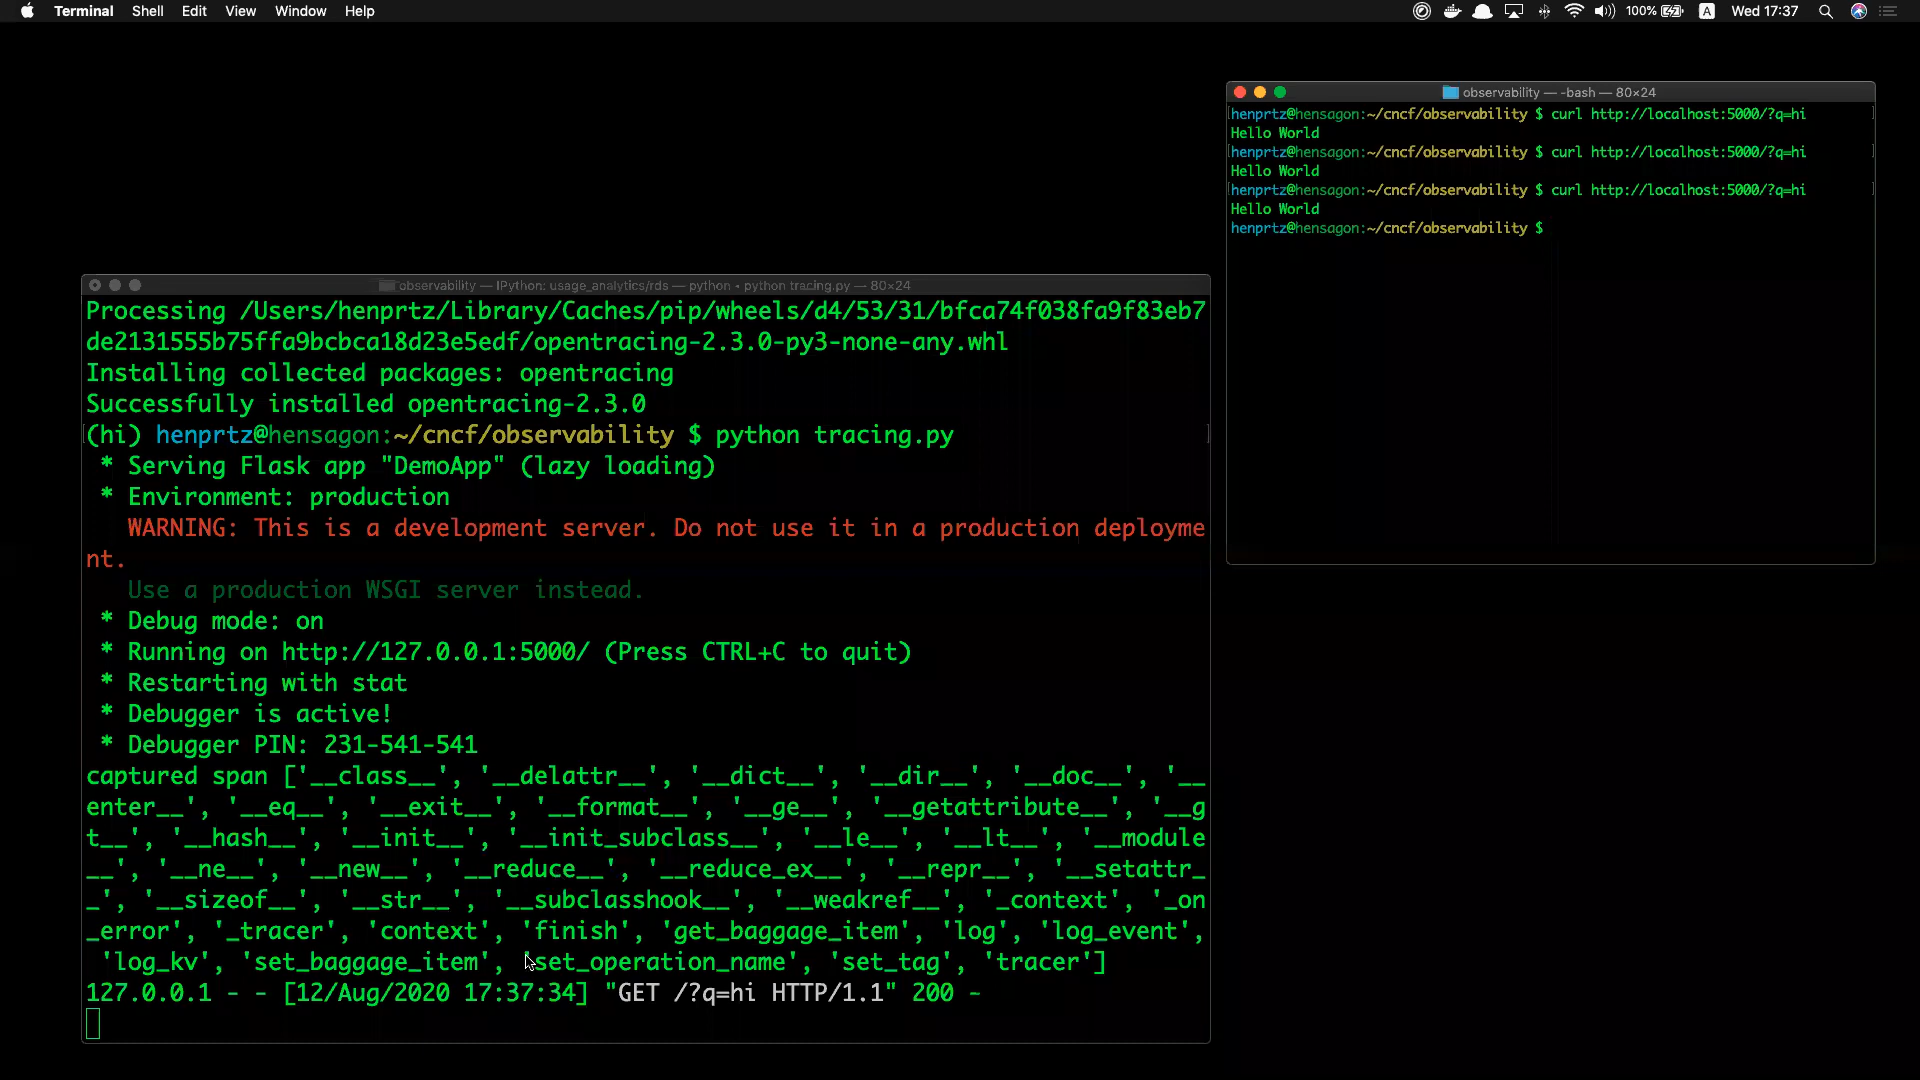 Terminal Shell Edit View Window Help
100% A Wed 17:37
observability — -bash — 80×24
henprtz@hensagon:~/cncf/observability $ curl http://localhost:5000/?q=hi
Hello World
henprtz@hensagon:~/cncf/observability $ curl http://localhost:5000/?q=hi
Hello World
henprtz@hensagon:~/cncf/observability $ curl http://localhost:5000/?q=hi
Hello World
henprtz@hensagon:~/cncf/observability $
observability — IPython: usage_analytics/rds — python • python tracing.py — 80×24
Processing /Users/henprtz/Library/Caches/pip/wheels/d4/53/31/bfca74f038fa9f83eb7
de2131555b75ffa9bcbca18d23e5edf/opentracing-2.3.0-py3-none-any.whl
Installing collected packages: opentracing
Successfully installed opentracing-2.3.0
(hi) henprtz@hensagon:~/cncf/observability $ python tracing.py
* Serving Flask app "DemoApp" (lazy loading)
* Environment: production
WARNING: This is a development server. Do not use it in a production deployme
nt.
Use a production WSGI server instead.
* Debug mode: on
* Running on http://127.0.0.1:5000/ (Press CTRL+C to quit)
* Restarting with stat
* Debugger is active!
* Debugger PIN: 231-541-541
captured span ['__class__', '__delattr__', '__dict__', '__dir__', '__doc__', '__
enter__', '__eq__', '__exit__', '__format__', '__ge__', '__getattribute__', '__g
t__', '__hash__', '__init__', '__init_subclass__', '__le__', '__lt__', '__module
__', '__ne__', '__new__', '__reduce__', '__reduce_ex__', '__repr__', '__setattr_
_', '__sizeof__', '__str__', '__subclasshook__', '__weakref__', '_context', '_on
_error', '_tracer', 'context', 'finish', 'get_baggage_item', 'log', 'log_event',
'log_kv', 'set_baggage_item', 'set_operation_name', 'set_tag', 'tracer']
127.0.0.1 - - [12/Aug/2020 17:37:34] "GET /?q=hi HTTP/1.1" 200 -